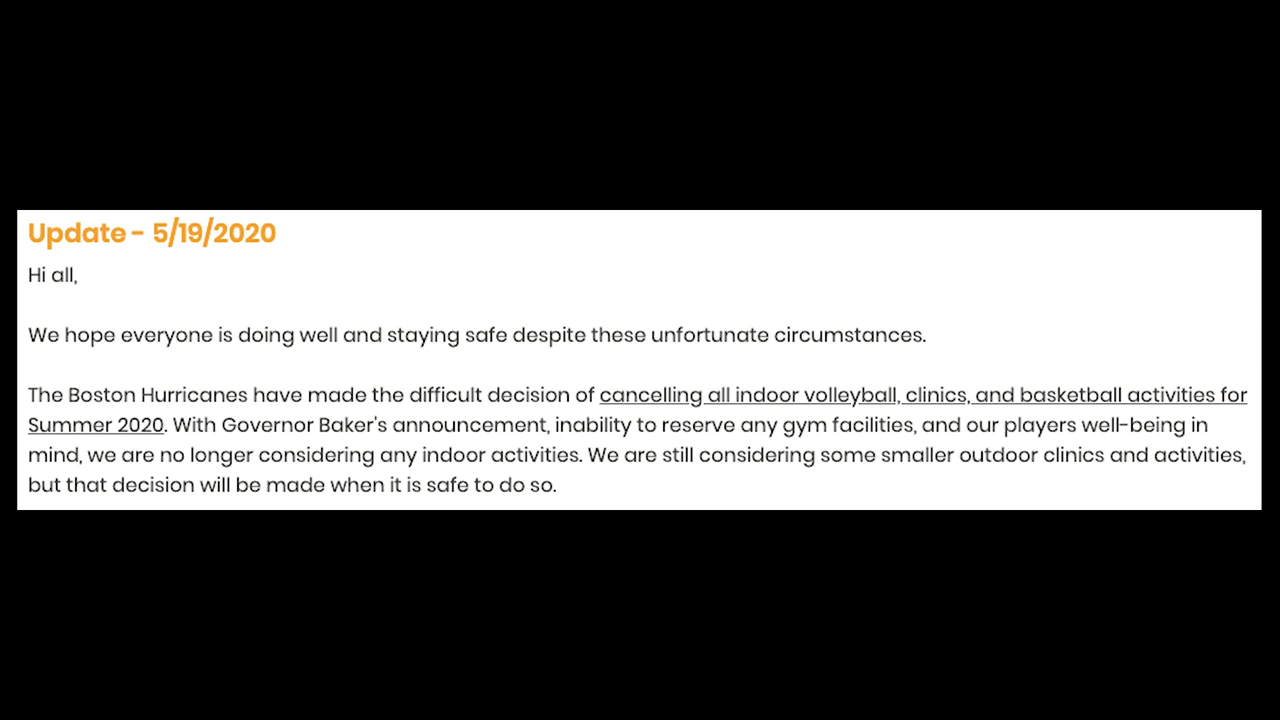 Update - 5/19/2020
Hi all,
We hope everyone is doing well and staying safe despite these unfortunate circumstances.
The Boston Hurricanes have made the difficult decision of cancelling all indoor volleyball, clinics, and basketball activities for
Summer 2020. With Governor Baker's announcement, inability to reserve any gym facilities, and our players well-being in
mind, we are no longer considering any indoor activities. We are still considering some smaller outdoor clinics and activities,
but that decision will be made when it is safe to do so.